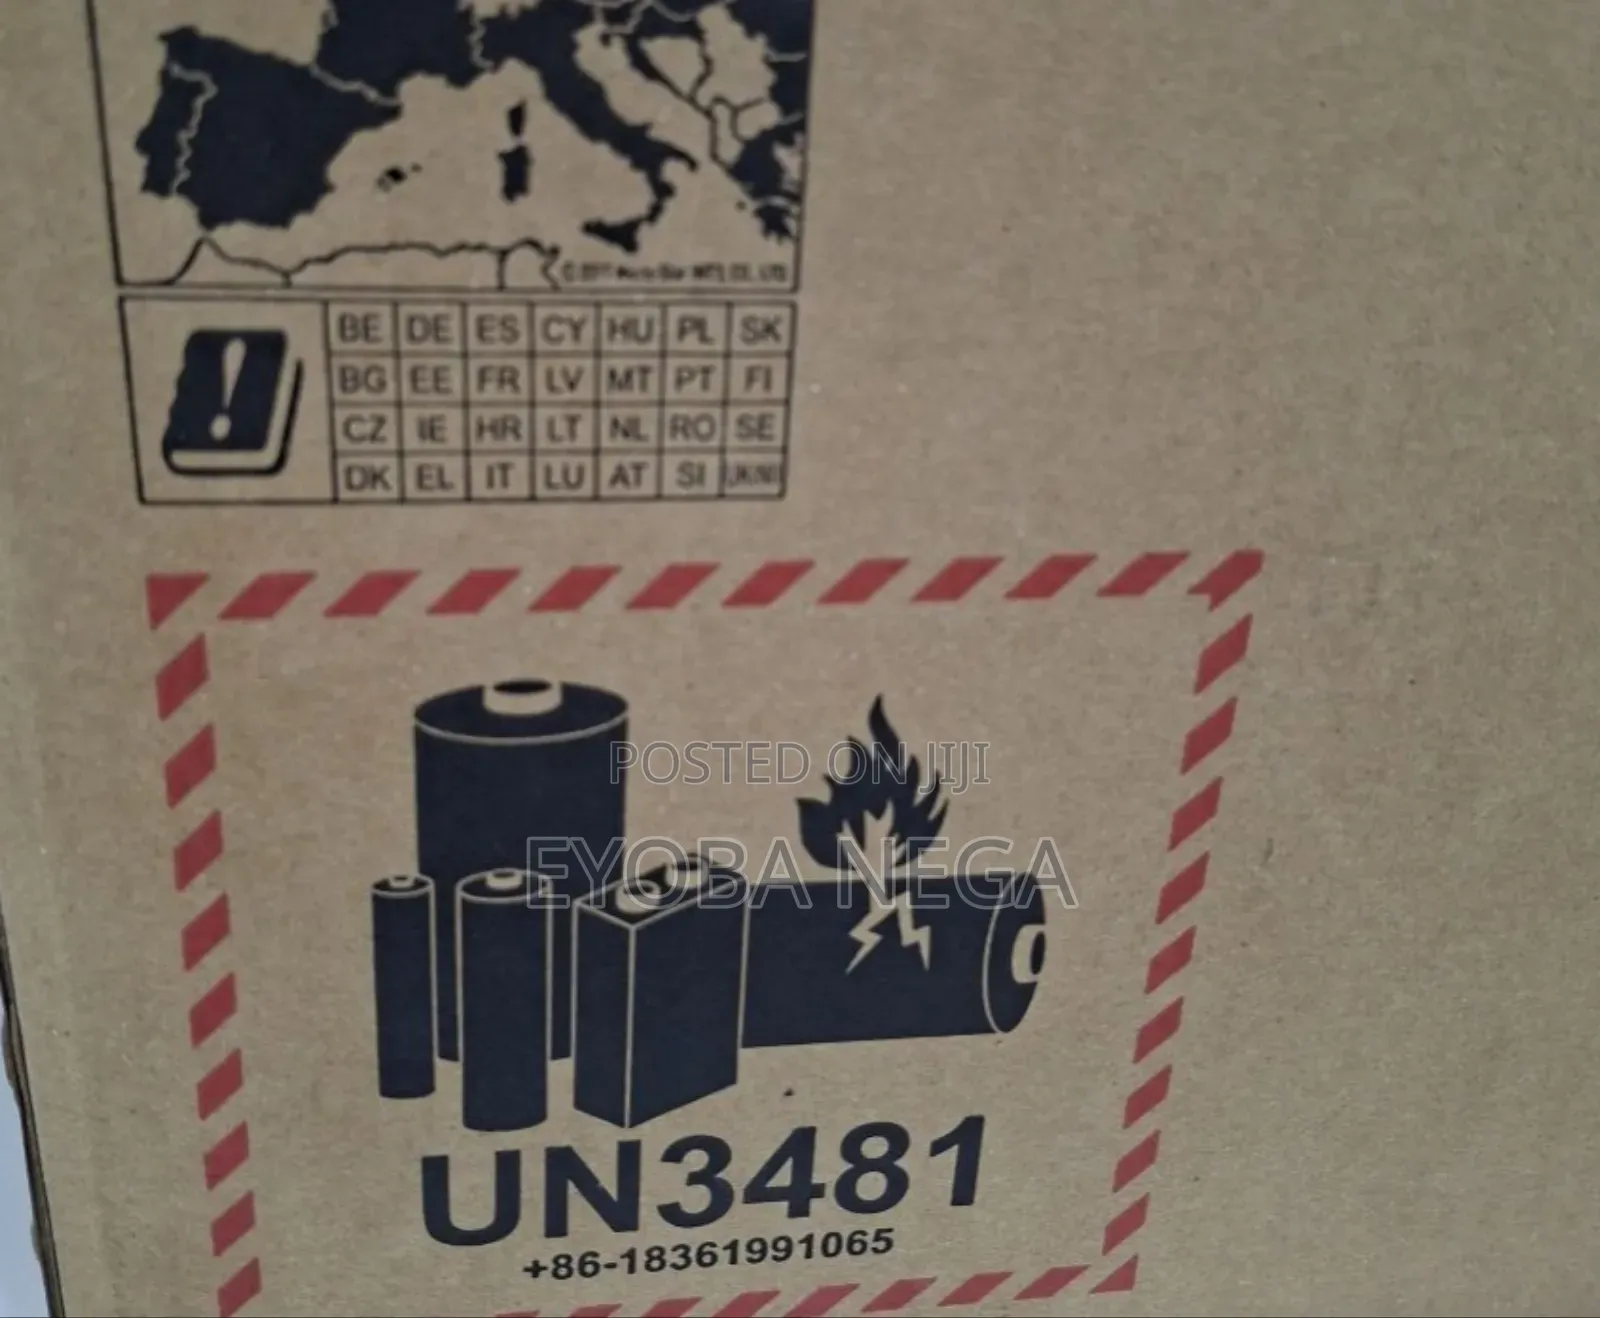 BE DE ES CY HU PL SK
BG EE FR LV MT PT FI
CZ IE HR LT NL RO SE
DK EL IT LU AT SI
POSTED ON JIJI
EYOBA NEGA
UN3481
+86-18361991065